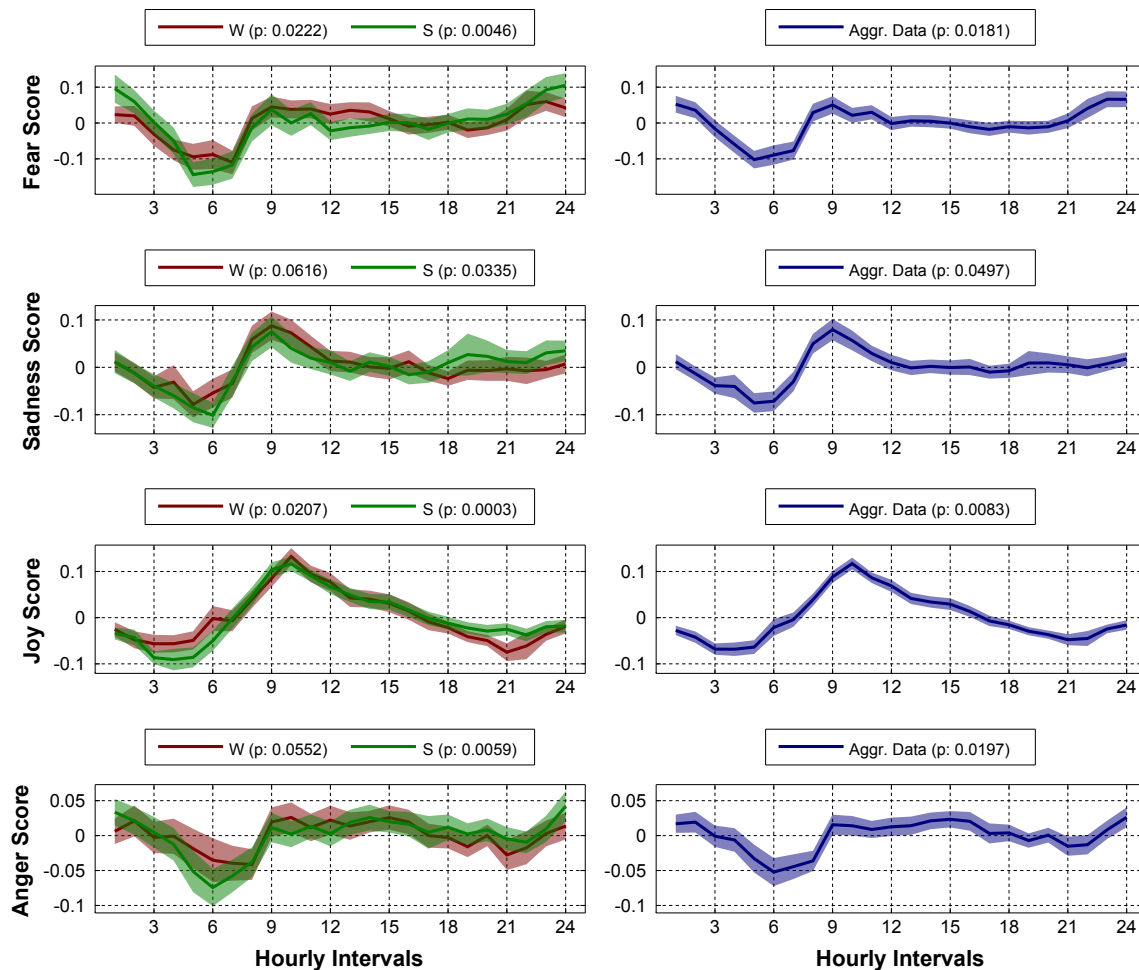 W (p: 0.0222) S (p: 0.0046)
Aggr. Data (p: 0.0181)
Fear Score
0.1
0
-0.1
3 6 9 12 15 18 21 24
0.1
0
-0.1
3 6 9 12 15 18 21 24
W (p: 0.0616) S (p: 0.0335)
Aggr. Data (p: 0.0497)
Sadness Score
0.1
0
-0.1
3 6 9 12 15 18 21 24
0.1
0
-0.1
3 6 9 12 15 18 21 24
W (p: 0.0207) S (p: 0.0003)
Aggr. Data (p: 0.0083)
Joy Score
0.1
0
-0.1
3 6 9 12 15 18 21 24
0.1
0
-0.1
3 6 9 12 15 18 21 24
W (p: 0.0552) S (p: 0.0059)
Aggr. Data (p: 0.0197)
Anger Score
0.05
0
-0.05
-0.1
3 6 9 12 15 18 21 24
Hourly Intervals
0.05
0
-0.05
-0.1
3 6 9 12 15 18 21 24
Hourly Intervals